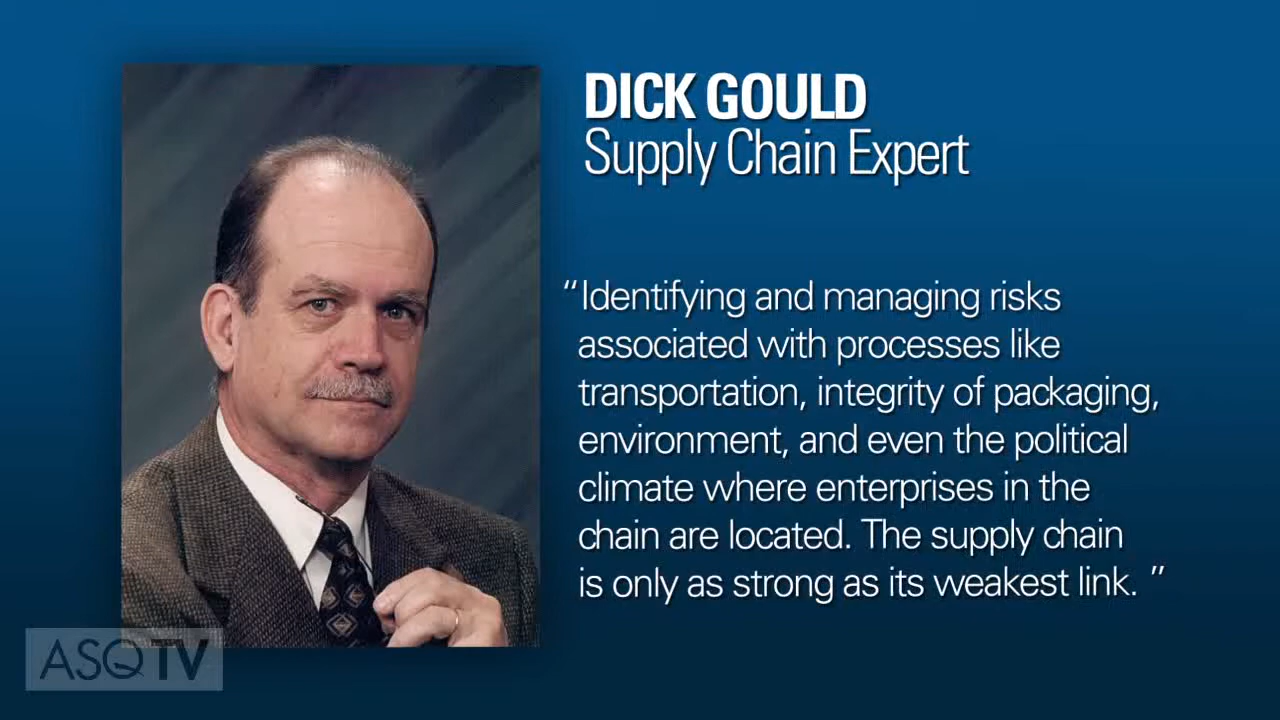 DICK GOULD
Supply Chain Expert
“Identifying and managing risks
associated with processes like
transportation, integrity of packaging,
environment, and even the political
climate where enterprises in the
chain are located. The supply chain
is only as strong as its weakest link. ”
ASQTV